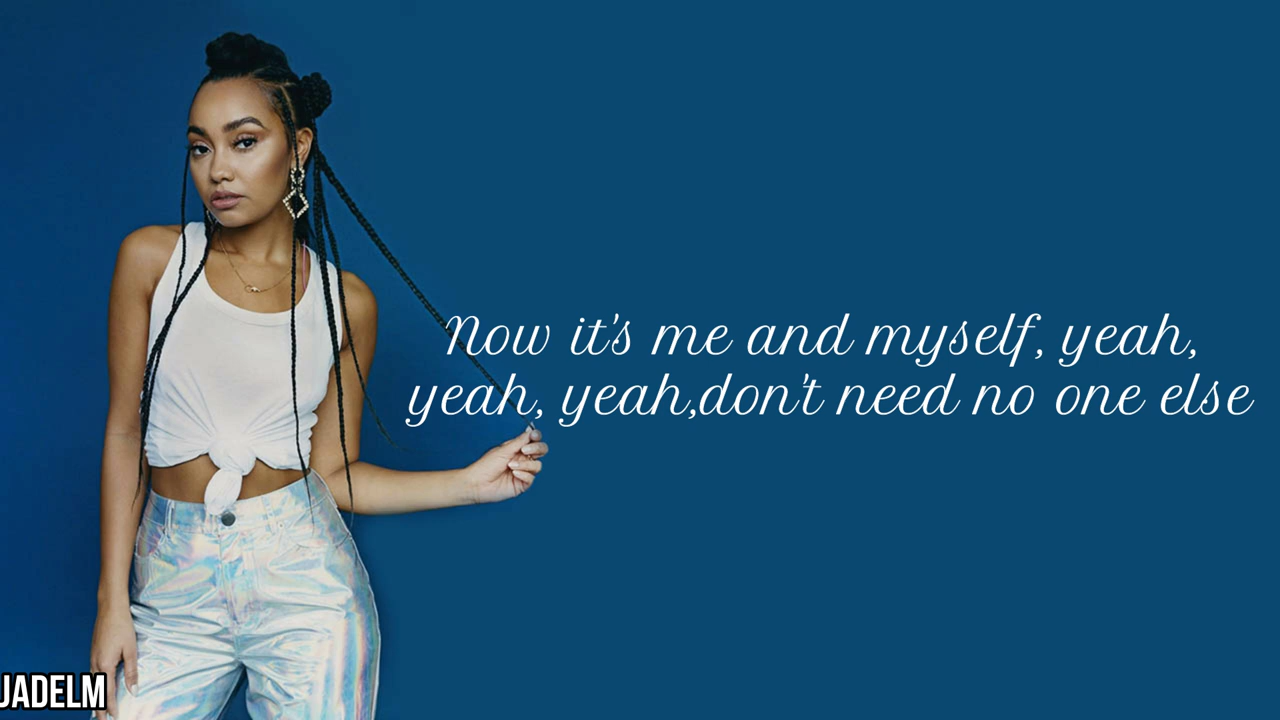 Now it's me and myself, yeah,
yeah, yeah,don't need no one else
JADELM